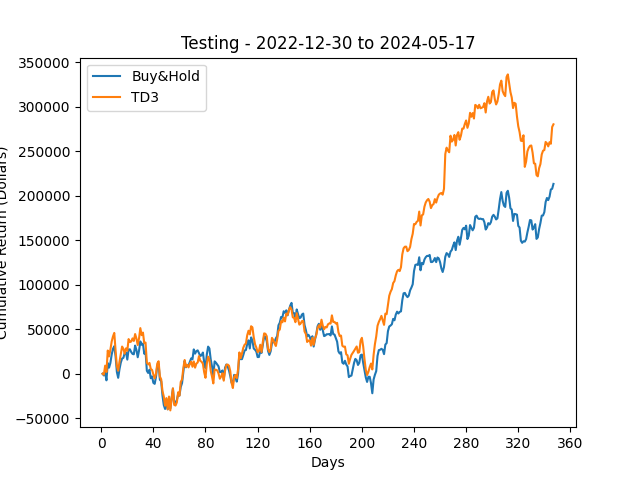 Testing - 2022-12-30 to 2024-05-17
Buy&Hold
TD3
350000
300000
250000
200000
150000
100000
50000
0
−50000
Cumulative Return (Dollars)
0 40 80 120 160 200 240 280 320 360
Days